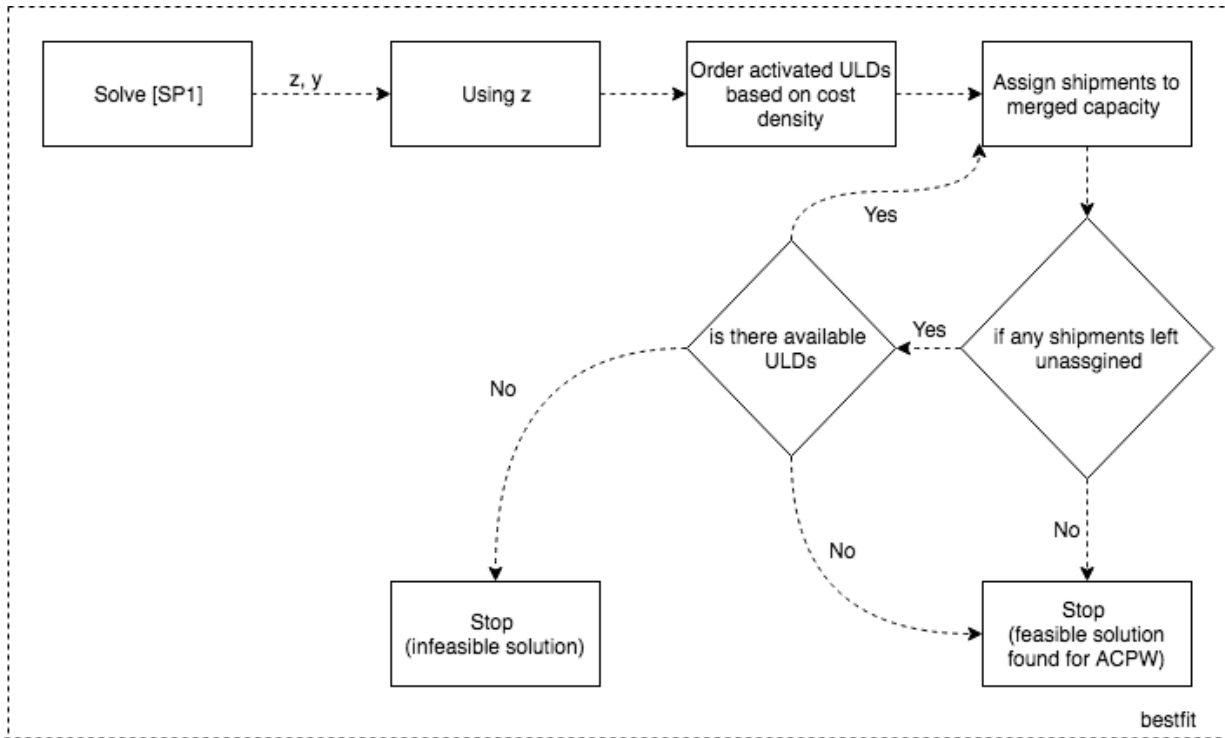 Solve [SP1]
z, y
Using z
Order activated ULDs
based on cost
density
Assign shipments to
merged capacity
Yes
is there available
ULDs
Yes
if any shipments left
unassgined
No
No
No
Stop
(infeasible solution)
Stop
(feasible solution
found for ACPW)
bestfit